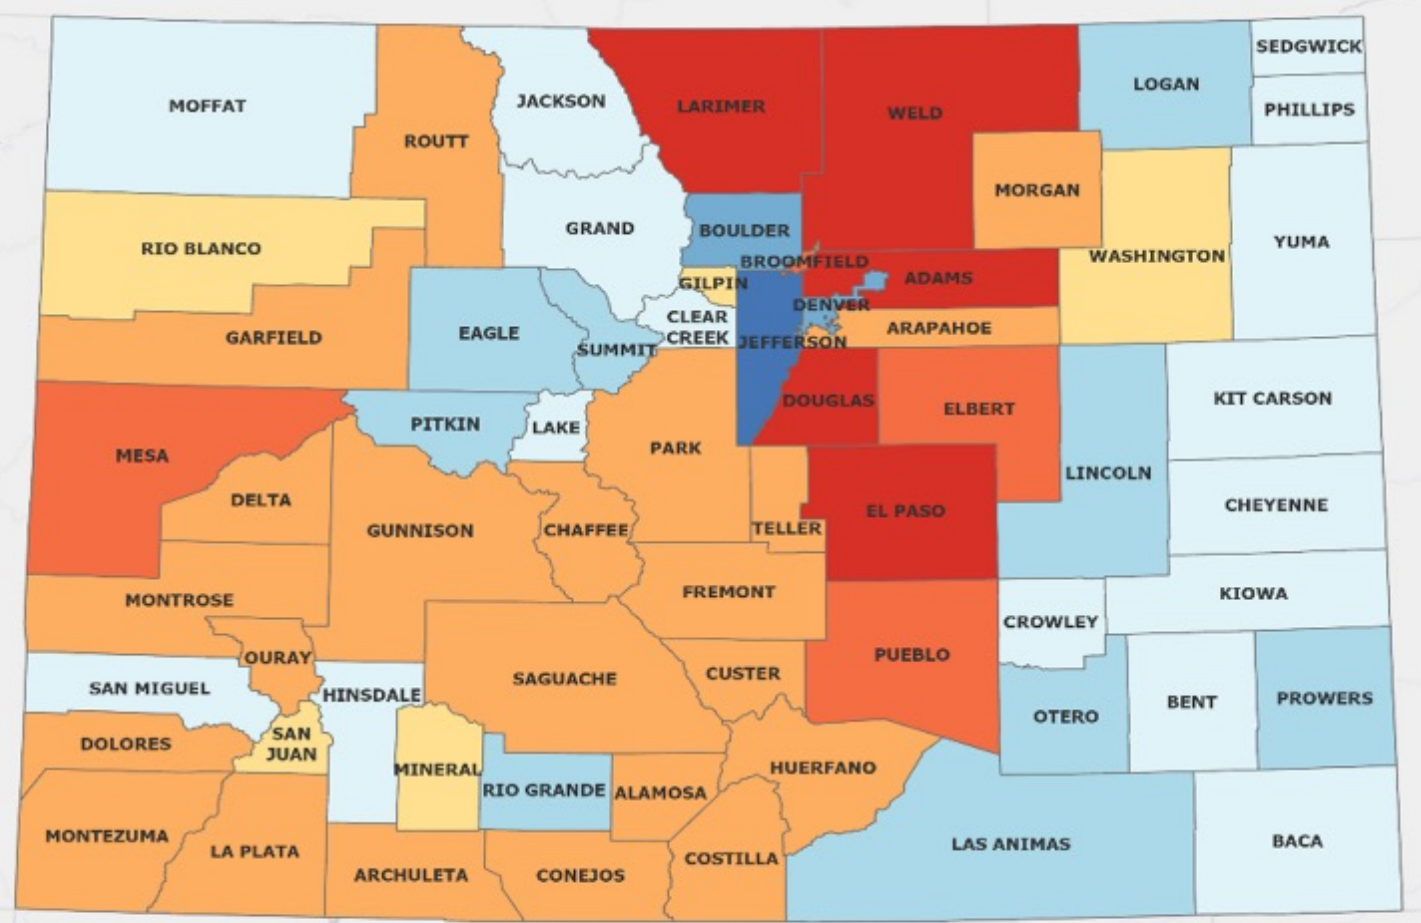 SEDGWICK
LOGAN
JACKSON
MOFFAT
LARIMER
PHILLIPS
WELD
ROUTT
MORGAN
GRAND
BOULDER
YUMA
RIO BLANCO
WASHINGTON
BROOMFIELD
ADAMS
GILPIN
DENVER
CLEAR
CREEK
ARAPAHOE
EAGLE
GARFIELD
JEFFERSON
SUMMIT
KIT CARSON
DOUGLAS
ELBERT
PITKIN
LAKE
PARK
MESA
LINCOLN
DELTA
CHEYENNE
EL PASO
TELLER
CHAFFEE
GUNNISON
FREMONT
KIOWA
MONTROSE
CROWLEY
PUEBLO
OURAY
CUSTER
SAGUACHE
SAN MIGUEL
HINSDALE
PROWERS
BENT
OTERO
SAN
JUAN
DOLORES
HUERFANO
MINERAL
RIO GRANDE
ALAMOSA
MONTEZUMA
BACA
LAS ANIMAS
LA PLATA
COSTILLA
ARCHULETA
CONEJOS